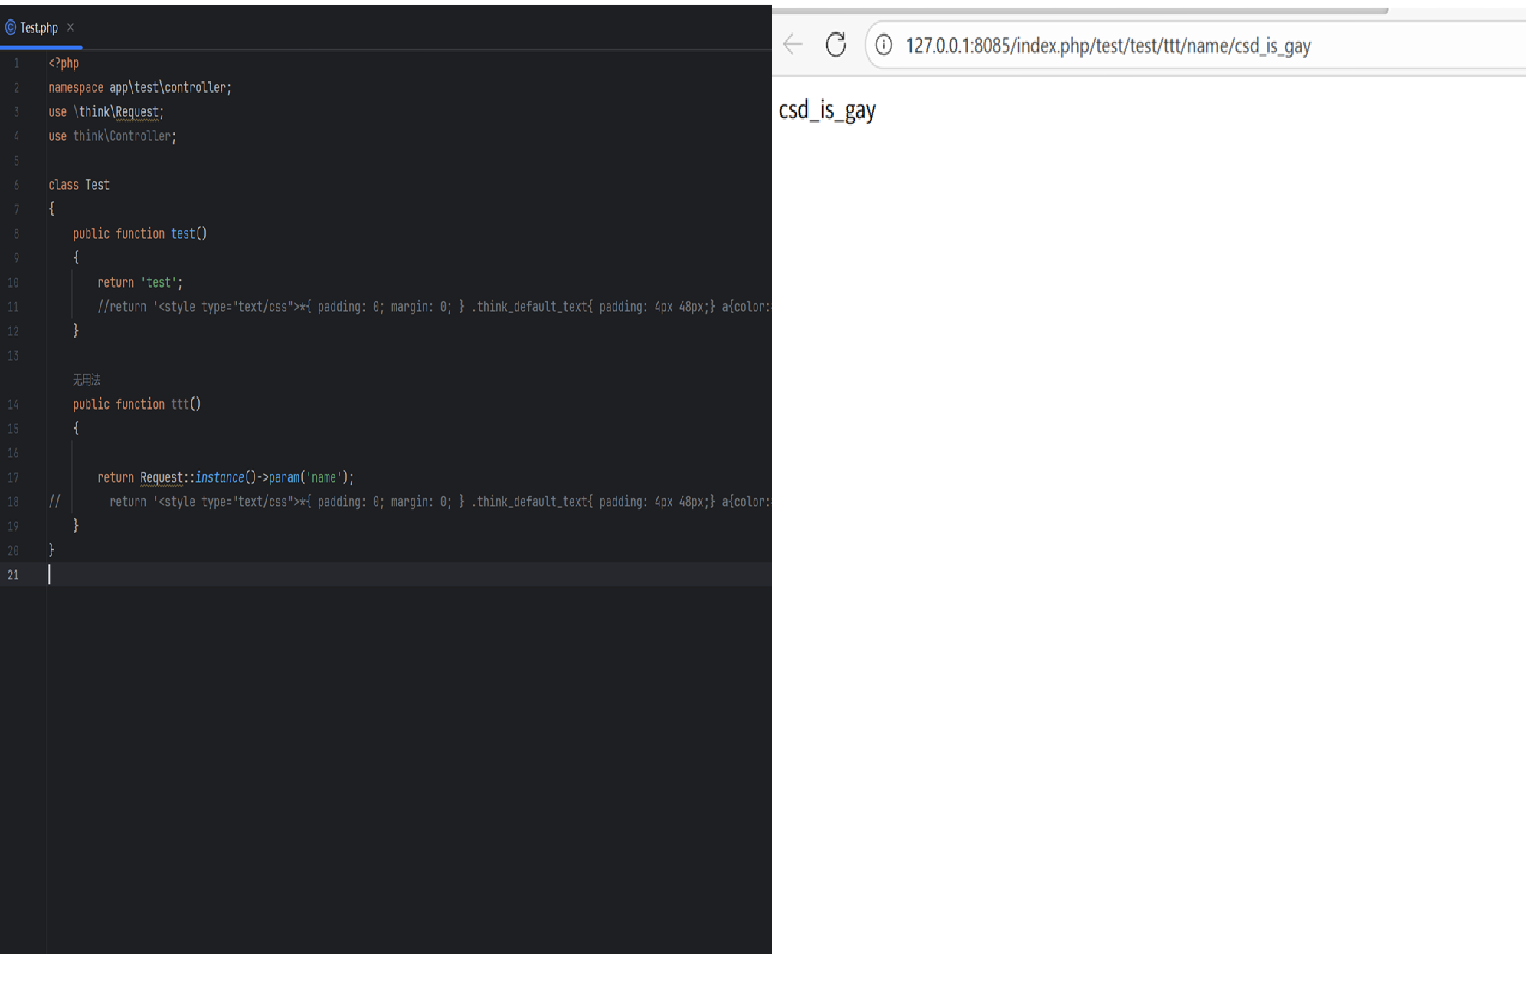 Test.php
1 <?php
2 namespace app\test\controller;
3 use \think\Request;
4 use think\Controller;
5
6 class Test
7 {
8 public function test()
9 {
10 return 'test';
11 //return '<style type="text/css">*{ padding: 0; margin: 0; } .think_default_text{ padding: 4px 48px;} a{color:
12 }
13
无用法
14 public function ttt()
15 {
16
17 return Request::instance()->param('name');
18 // return '<style type="text/css">*{ padding: 0; margin: 0; } .think_default_text{ padding: 4px 48px;} a{color:
19 }
20 }
21
127.0.0.1:8085/index.php/test/test/ttt/name/csd_is_gay
csd_is_gay